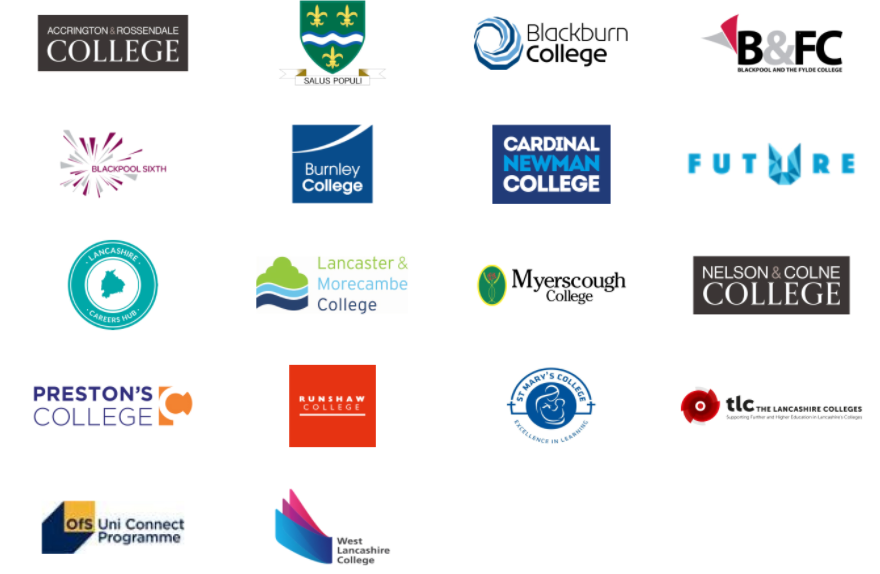 ACCRINGTON & ROSSENDALE
COLLEGE
SALUS POPULI
Blackburn
College
B&FC
BLACKPOOL AND THE FYLDE COLLEGE
BLACKPOOL SIXTH
Burnley
College
CARDINAL
NEWMAN
COLLEGE
FUTURE
· LANCASHIRE ·
CAREERS HUB
Lancaster &
Morecambe
College
Myerscough
College
NELSON & COLNE
COLLEGE
PRESTON'S
COLLEGE
RUNSHAW
COLLEGE
ST MARY'S COLLEGE
EXCELLENCE IN LEARNING
tlc THE LANCASHIRE COLLEGES
Supporting Further and Higher Education in Lancashire's Colleges
OfS Uni Connect
Programme
West
Lancashire
College